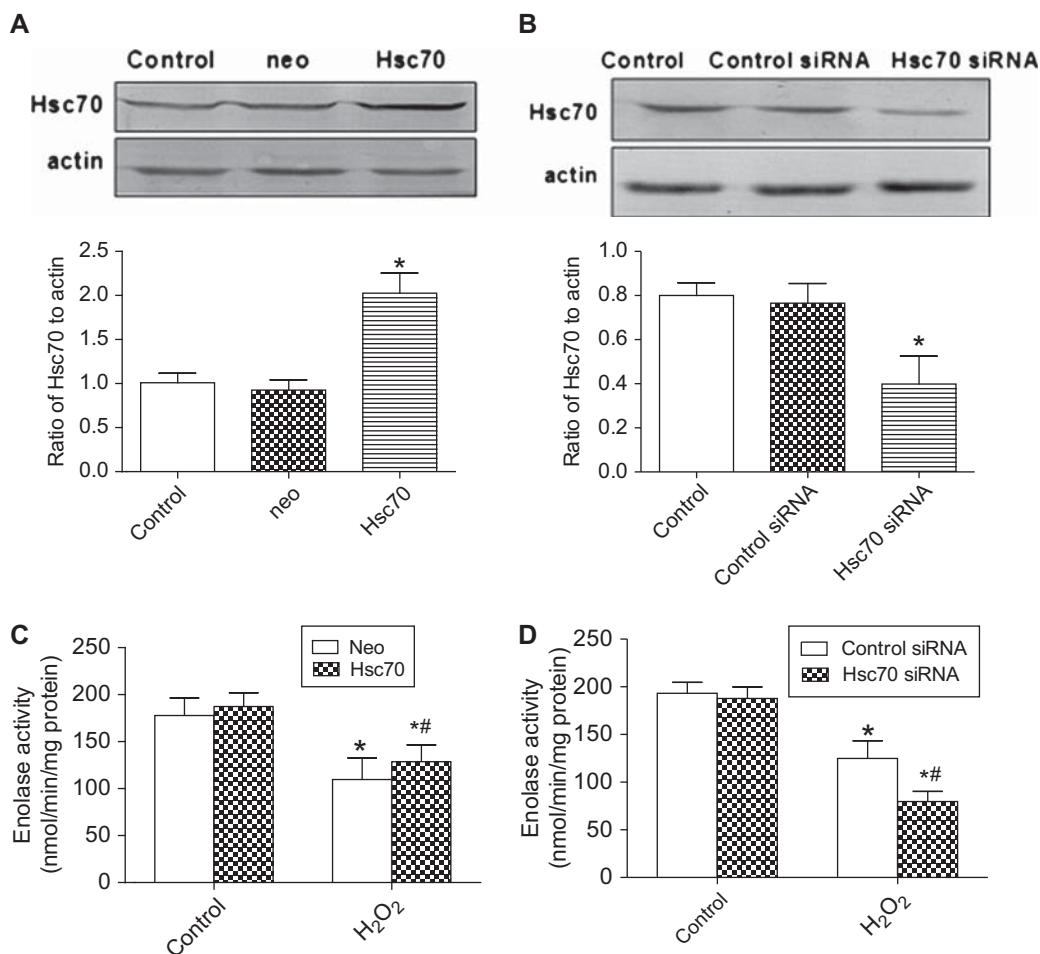 A
Control neo Hsc70
Hsc70
actin
Ratio of Hsc70 to actin
2.5
2.0
1.5
1.0
0.5
0.0
*
Control
neo
Hsc70
B
Control Control siRNA Hsc70 siRNA
Hsc70
actin
Ratio of Hsc70 to actin
1.0
0.8
0.6
0.4
0.2
0.0
*
Control
Control siRNA
Hsc70 siRNA
C
Enolase activity
(nmol/min/mg protein)
250
200
150
100
50
0
Neo
Hsc70
*
*#
Control
H₂O₂
D
Enolase activity
(nmol/min/mg protein)
250
200
150
100
50
0
Control siRNA
Hsc70 siRNA
*
*#
Control
H₂O₂